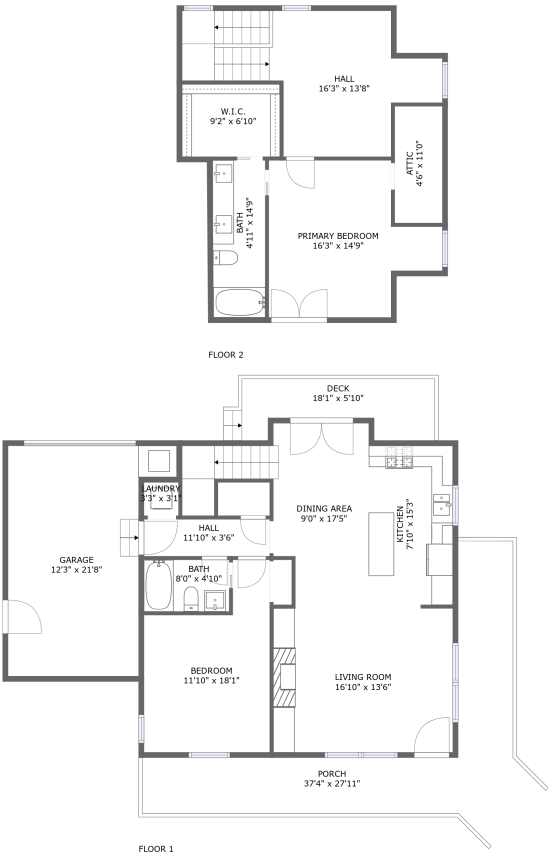 HALL
16'3" x 13'8"
W.I.C.
9'2" x 6'10"
ATTIC
4'6" x 11'0"
BATH
4'11" x 14'9"
PRIMARY BEDROOM
16'3" x 14'9"
FLOOR 2
DECK
18'1" x 5'10"
LAUNDRY
3'3" x 3'1"
DINING AREA
9'0" x 17'5"
KITCHEN
7'10" x 15'3"
HALL
11'10" x 3'6"
GARAGE
12'3" x 21'8"
BATH
8'0" x 4'10"
BEDROOM
11'10" x 18'1"
LIVING ROOM
16'10" x 13'6"
PORCH
37'4" x 27'11"
FLOOR 1